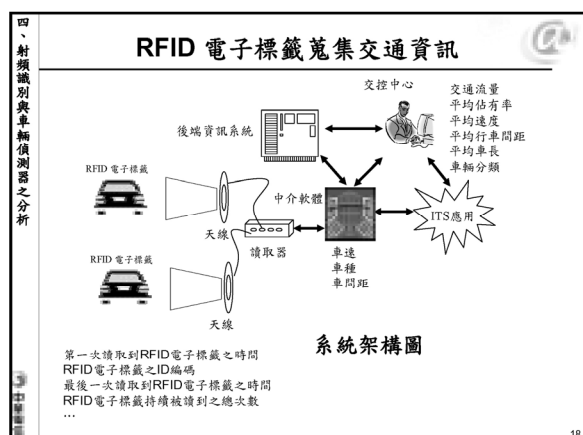 四、射頻識別與車輛偵測器之分析
RFID 電子標籤蒐集交通資訊
交控中心
交通流量
平均佔有率
平均速度
平均行車間距
平均車長
車輛分類
後端資訊系統
RFID 電子標籤
中介軟體
ITS應用
天線
讀取器
車速
車種
車間距
RFID 電子標籤
天線
系統架構圖
第一次讀取到RFID電子標籤之時間
RFID電子標籤之ID編碼
最後一次讀取到RFID電子標籤之時間
RFID電子標籤持續被讀到之總次數
…
18